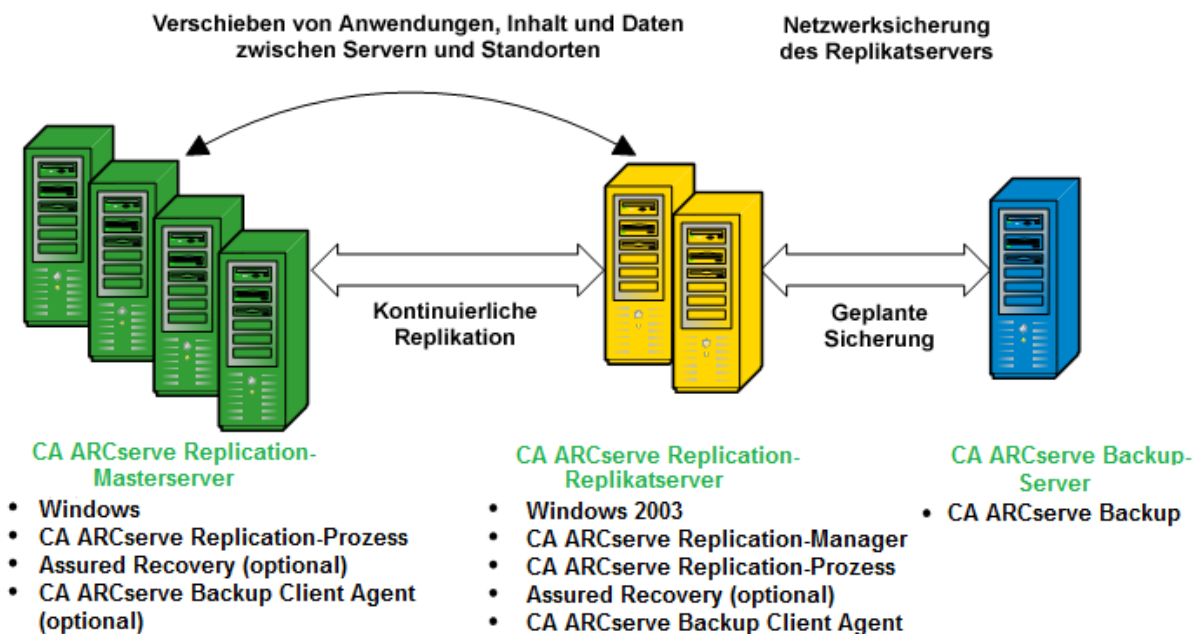 Verschieben von Anwendungen, Inhalt und Daten
zwischen Servern und Standorten
Netzwerksicherung
des Replikatservers
Kontinuierliche
Replikation
Geplante
Sicherung
CA ARCserve Replication-
Masterserver
• Windows
• CA ARCserve Replication-Prozess
• Assured Recovery (optional)
• CA ARCserve Backup Client Agent
(optional)
CA ARCserve Replication-
Replikatserver
• Windows 2003
• CA ARCserve Replication-Manager
• CA ARCserve Replication-Prozess
• Assured Recovery (optional)
• CA ARCserve Backup Client Agent
CA ARCserve Backup-
Server
• CA ARCserve Backup